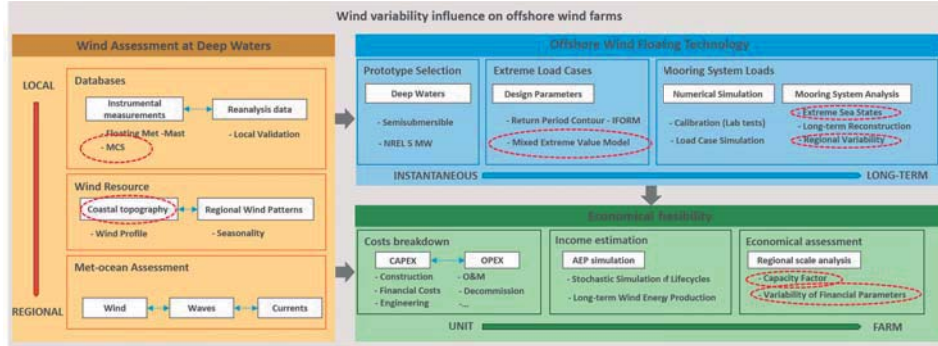 Wind variability influence on offshore wind farms
Wind Assessment at Deep Waters
LOCAL
REGIONAL
Databases
Instrumental measurements
Reanalysis data
- Floating Met -Mast
- MCS
- Local Validation
Wind Resource
Coastal topography
Regional Wind Patterns
- Wind Profile
- Seasonality
Met-ocean Assessment
Wind
Waves
Currents
Offshore Wind Floaing Technology
Prototype Selection
Deep Waters
- Semisubmersible
- NREL 5 MW
Extreme Load Cases
Design Parameters
- Return Period Contour - IFORM
- Mixed Extreme Value Model
Mooring System Loads
Numerical Simulation
- Calibration (Lab tests)
- Load Case Simulation
Mooring System Analysis
- Extreme Sea States
- Long-term Reconstruction
- Regional Variability
INSTANTANEOUS
LONG-TERM
Economical fesibility
Costs breakdown
CAPEX
OPEX
- Construction
- Financial Costs
- Engineering
- O&M
- Decommission
-...
Income estimation
AEP simulation
- Stochastic Simulation of Lifecycles
- Long-term Wind Energy Production
Economical assessment
Regional scale analysis
- Capacity Factor
- Variability of Financial Parameters
UNIT
FARM